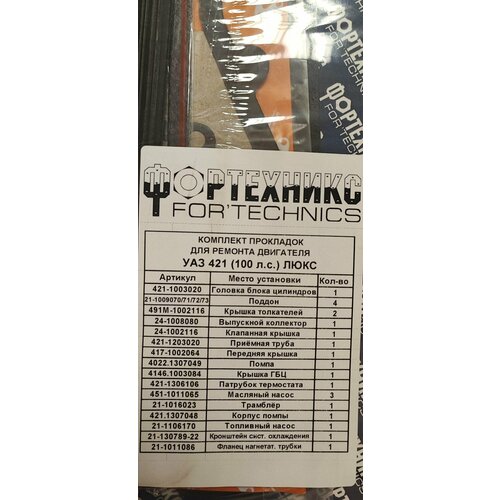 ФОРТЕХНИКС
FOR'TECHNICS
ФОРТЕХНИКС
FOR'TECHNICS
КОМПЛЕКТ ПРОКЛАДОК
ДЛЯ РЕМОНТА ДВИГАТЕЛЯ
УАЗ 421 (100 л.с.) ЛЮКС
Артикул Место установки Кол-во
421-1003020 Головка блока цилиндров 1
21-1009070/71/72/73 Поддон 4
491М-1002116 Крышка толкателей 2
24-1008080 Выпускной коллектор 1
24-1002116 Клапанная крышка 1
421-1203020 Приёмная труба 1
417-1002064 Передняя крышка 1
4022.1307049 Помпа 1
4146.1003084 Крышка ГБЦ 1
421-1306106 Патрубок термостата 1
451-1011065 Масляный насос 3
21-1016023 Трамблёр 1
421.1307048 Корпус помпы 1
21-1106170 Топливный насос 1
21-130789-22 Кронштейн сист. охлаждения 1
21-1011086 Фланец нагнетат. трубки 1